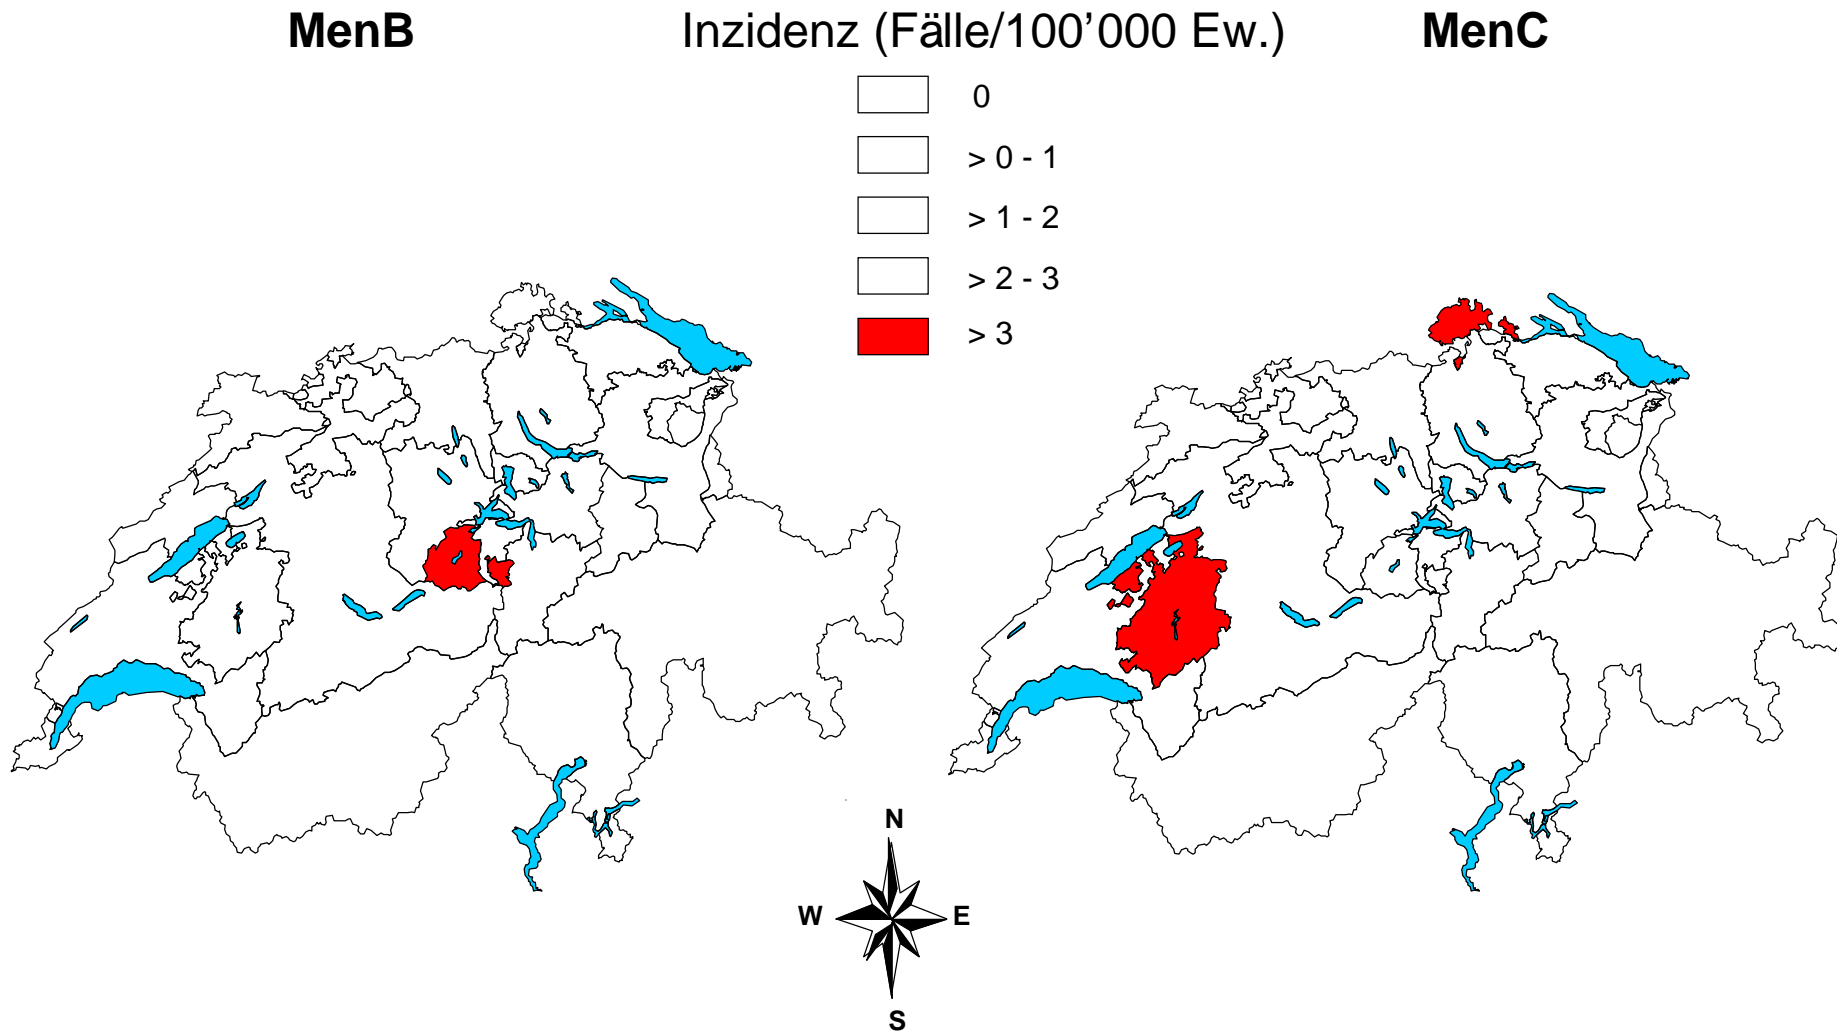 MenB
Inzidenz (Fälle/100’000 Ew.)
MenC
0
> 0 - 1
> 1 - 2
> 2 - 3
> 3
N
W
E
S